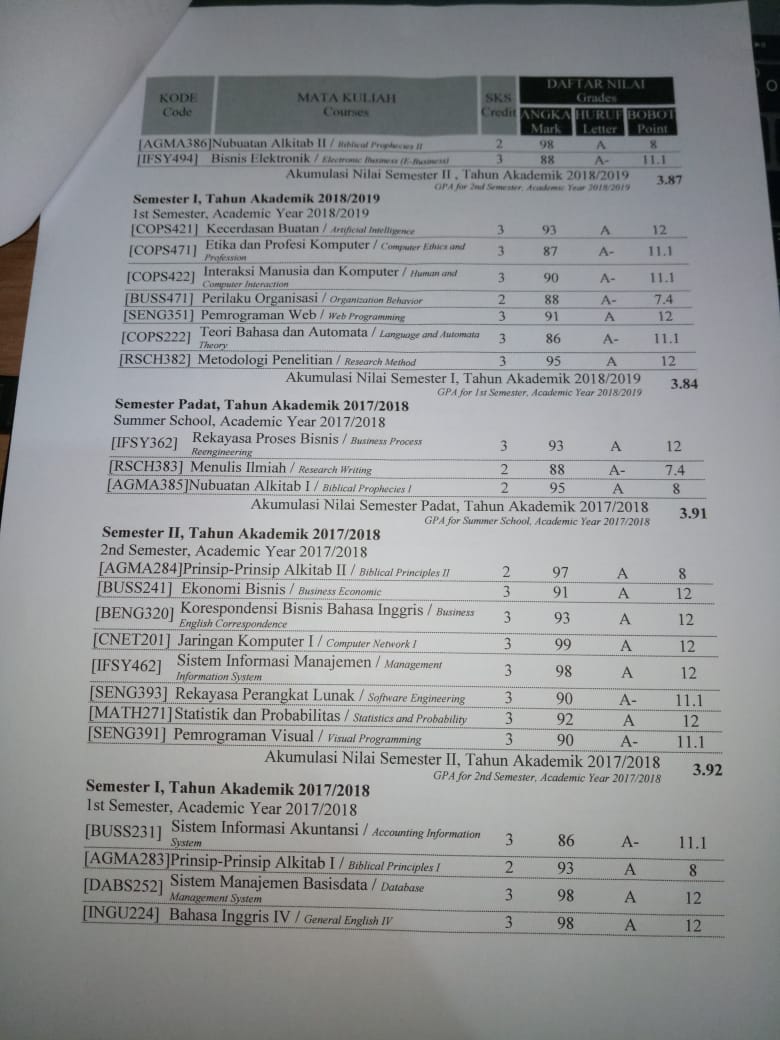 KODE MATA KULIAH SKS DAFTAR NILAI
Code Courses Credit Grades
ANGKA HURUF BOBOT
Mark Letter Point
[AGMA386]Nubuatan Alkitab II / Biblical Prophecies II 2 98 A 8
[IFSY494] Bisnis Elektronik / Electronic Business (E-Business) 3 88 A- 11.1
Akumulasi Nilai Semester II , Tahun Akademik 2018/2019 3.87
GPA for 2nd Semester, Academic Year 2018/2019
Semester I, Tahun Akademik 2018/2019
1st Semester, Academic Year 2018/2019
[COPS421] Kecerdasan Buatan / Artificial Intelligence 3 93 A 12
[COPS471] Etika dan Profesi Komputer / Computer Ethics and 3 87 A- 11.1
Profession
[COPS422] Interaksi Manusia dan Komputer / Human and 3 90 A- 11.1
Computer Interaction
[BUSS471] Perilaku Organisasi / Organization Behavior 2 88 A- 7.4
[SENG351] Pemrograman Web / Web Programming 3 91 A 12
[COPS222] Teori Bahasa dan Automata / Language and Automata 3 86 A- 11.1
Theory
[RSCH382] Metodologi Penelitian / Research Method 3 95 A 12
Akumulasi Nilai Semester I, Tahun Akademik 2018/2019 3.84
GPA for 1st Semester, Academic Year 2018/2019
Semester Padat, Tahun Akademik 2017/2018
Summer School, Academic Year 2017/2018
[IFSY362] Rekayasa Proses Bisnis / Business Process 3 93 A 12
Reengineering
[RSCH383] Menulis Ilmiah / Research Writing 2 88 A- 7.4
[AGMA385]Nubuatan Alkitab I / Biblical Prophecies I 2 95 A 8
Akumulasi Nilai Semester Padat, Tahun Akademik 2017/2018 3.91
GPA for Summer School, Academic Year 2017/2018
Semester II, Tahun Akademik 2017/2018
2nd Semester, Academic Year 2017/2018
[AGMA284]Prinsip-Prinsip Alkitab II / Biblical Principles II 2 97 A 8
[BUSS241] Ekonomi Bisnis / Business Economic 3 91 A 12
[BENG320] Korespondensi Bisnis Bahasa Inggris / Business 3 93 A 12
English Correspondence
[CNET201] Jaringan Komputer I / Computer Network I 3 99 A 12
[IFSY462] Sistem Informasi Manajemen / Management 3 98 A 12
Information System
[SENG393] Rekayasa Perangkat Lunak / Software Engineering 3 90 A- 11.1
[MATH271]Statistik dan Probabilitas / Statistics and Probability 3 92 A 12
[SENG391] Pemrograman Visual / Visual Programming 3 90 A- 11.1
Akumulasi Nilai Semester II, Tahun Akademik 2017/2018 3.92
GPA for 2nd Semester, Academic Year 2017/2018
Semester I, Tahun Akademik 2017/2018
1st Semester, Academic Year 2017/2018
[BUSS231] Sistem Informasi Akuntansi / Accounting Information 3 86 A- 11.1
System
[AGMA283]Prinsip-Prinsip Alkitab I / Biblical Principles I 2 93 A 8
[DABS252] Sistem Manajemen Basisdata / Database 3 98 A 12
Management System
[INGU224] Bahasa Inggris IV / General English IV 3 98 A 12